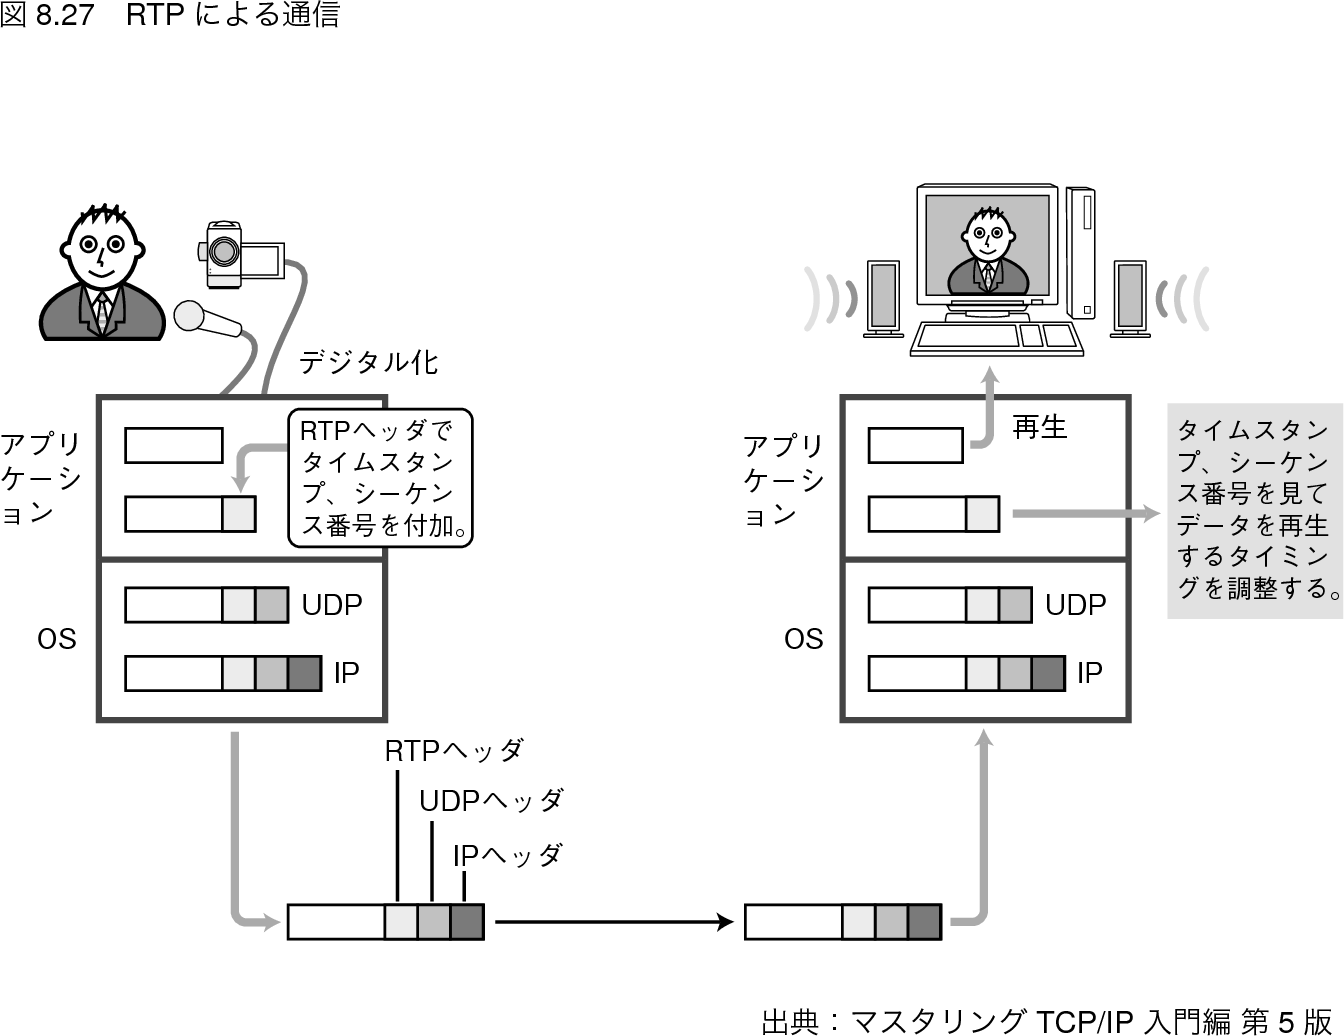 図 8.27　RTP による通信
デジタル化
アプリ
ケーシ
ョン
RTPヘッダで
タイムスタン
プ、シーケン
ス番号を付加。
UDP
OS
IP
再生
アプリ
ケーシ
ョン
タイムスタン
プ、シーケン
ス番号を見て
データを再生
するタイミン
グを調整する。
UDP
OS
IP
RTPヘッダ
UDPヘッダ
IPヘッダ
出典：マスタリング TCP/IP 入門編 第 5 版